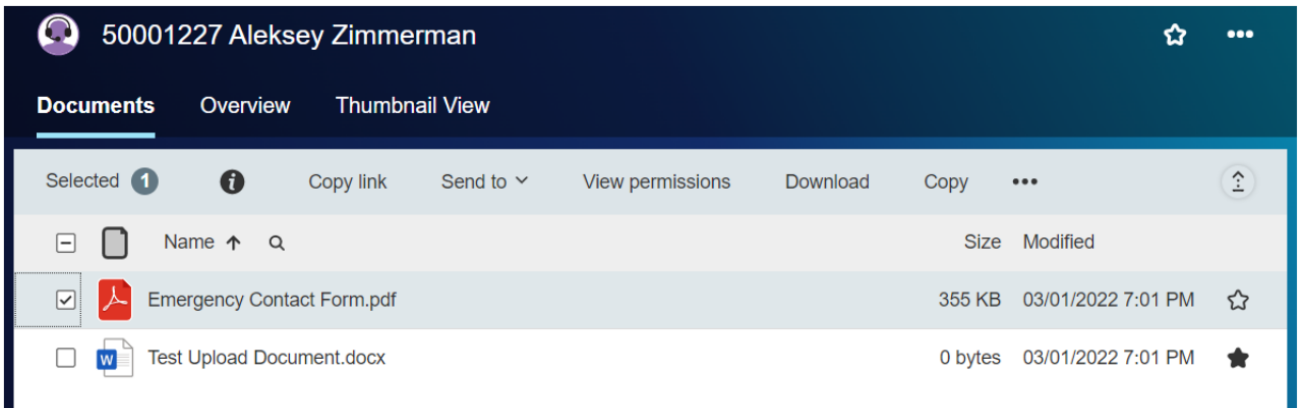 50001227 Aleksey Zimmerman
Documents Overview Thumbnail View
Selected 1 i Copy link Send to View permissions Download Copy •••
Name Size Modified
Emergency Contact Form.pdf 355 KB 03/01/2022 7:01 PM
W Test Upload Document.docx 0 bytes 03/01/2022 7:01 PM